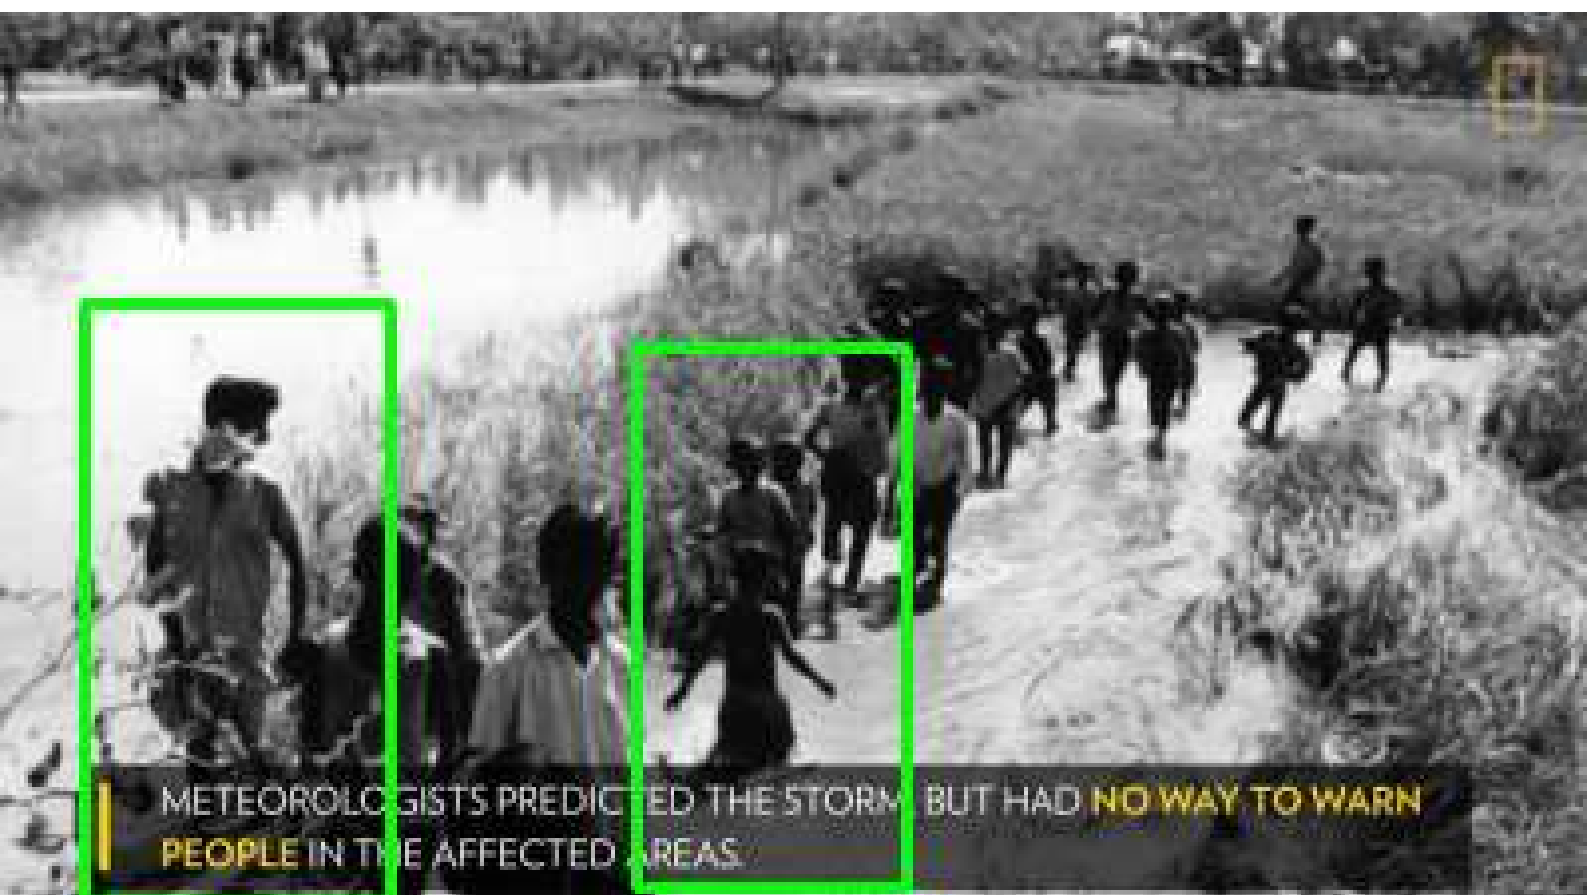 METEOROLOGISTS PREDICTED THE STORM, BUT HAD NO WAY TO WARN
PEOPLE IN THE AFFECTED AREAS.